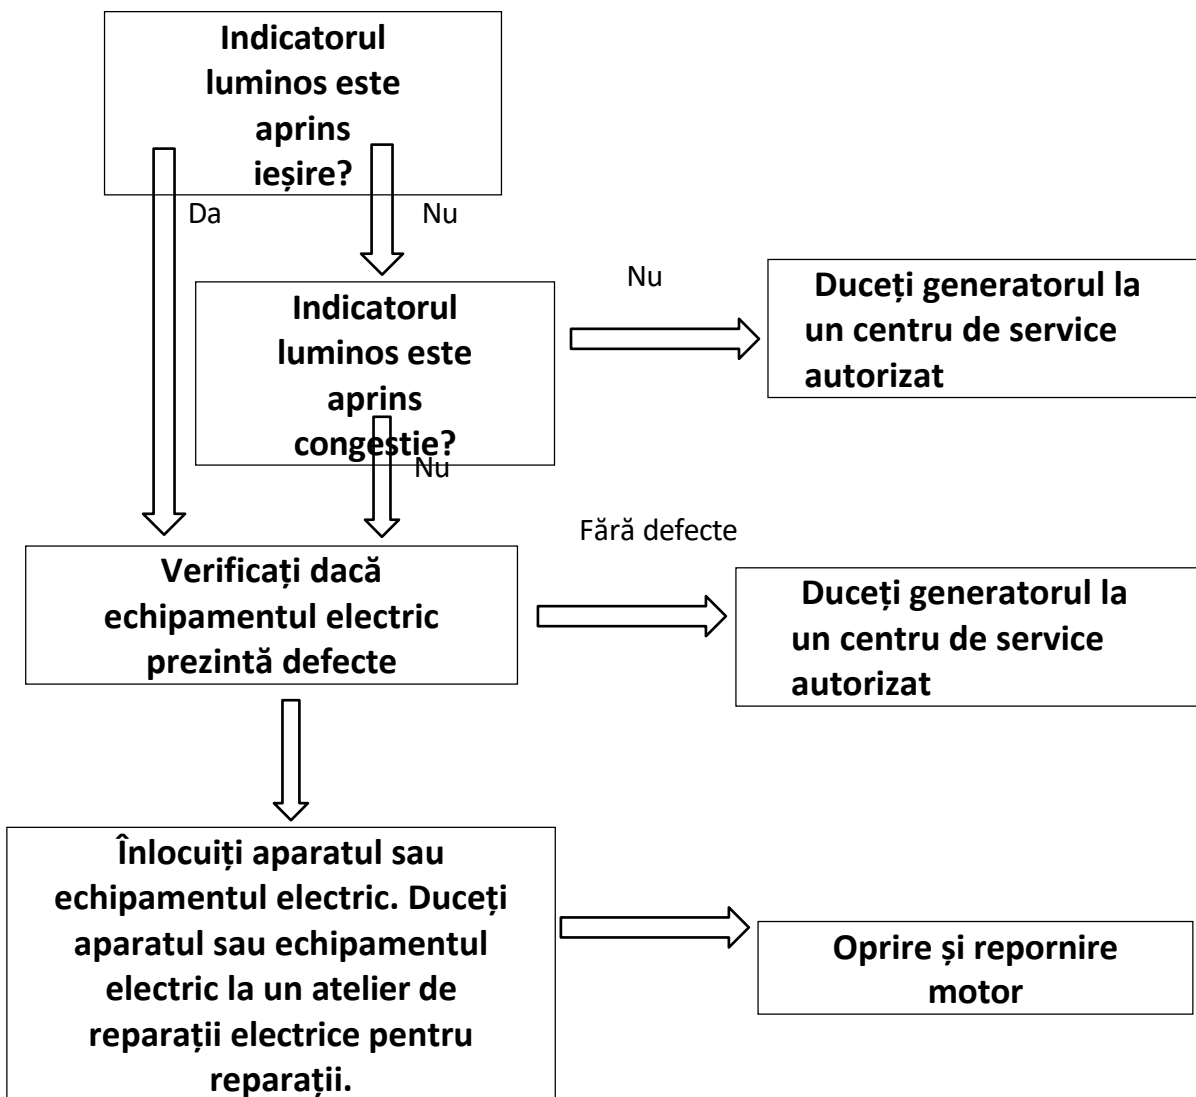 Indicatorul
luminos este
aprins
ieșire?
Da
Nu
Indicatorul
luminos este
aprins
congestie?
Nu
Duceți generatorul la
un centru de service
autorizat
Nu
Verificați dacă
echipamentul electric
prezintă defecte
Fără defecte
Duceți generatorul la
un centru de service
autorizat
Înlocuiți aparatul sau
echipamentul electric. Duceți
aparatul sau echipamentul
electric la un atelier de
reparații electrice pentru
reparații.
Oprire și repornire
motor